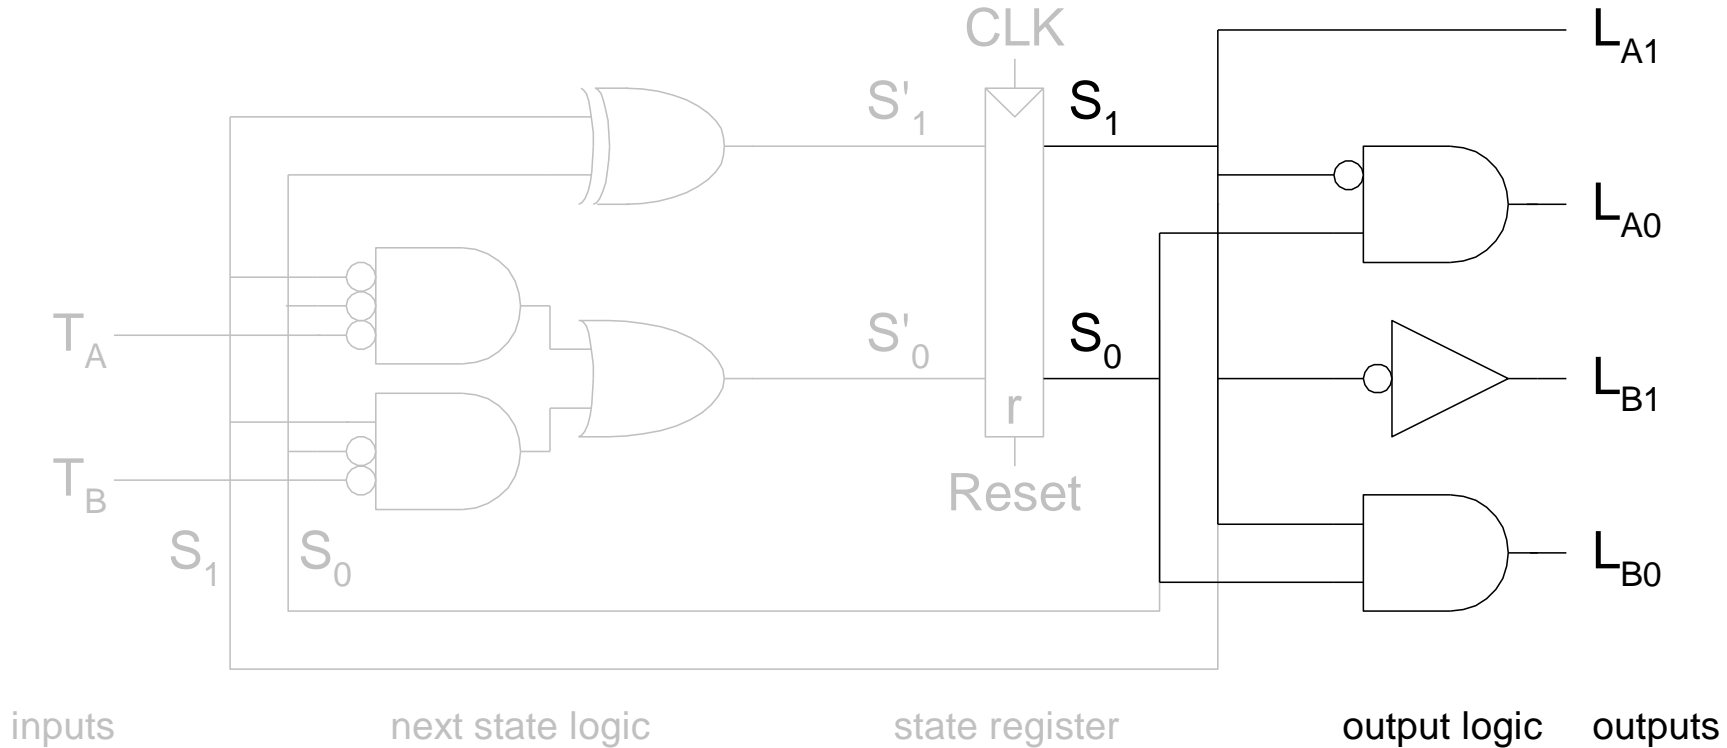 CLK
L_A1
S'_1
S_1
L_A0
T_A
S'_0
S_0
L_B1
r
T_B
Reset
S_1
S_0
L_B0
inputs
next state logic
state register
output logic
outputs